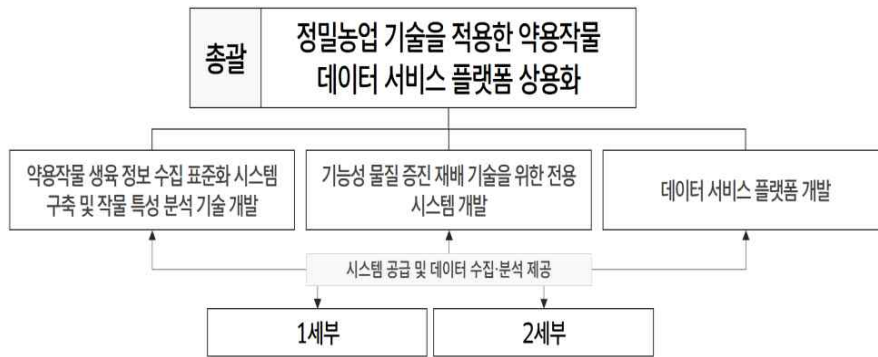 총괄
정밀농업 기술을 적용한 약용작물
데이터 서비스 플랫폼 상용화
약용작물 생육 정보 수집 표준화 시스템
구축 및 작물 특성 분석 기술 개발
기능성 물질 증진 재배 기술을 위한 전용
시스템 개발
데이터 서비스 플랫폼 개발
시스템 공급 및 데이터 수집·분석 제공
1세부
2세부